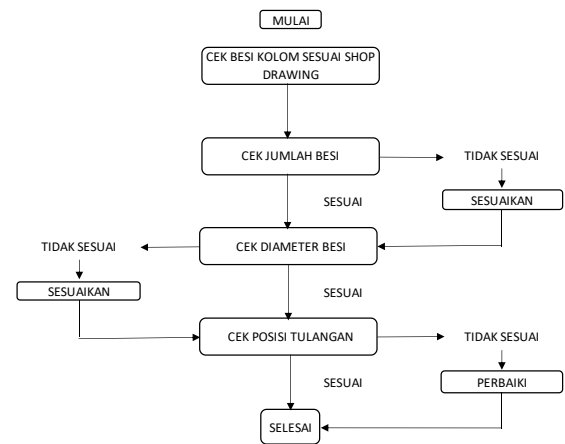 MULAI
CEK BESI KOLOM SESUAI SHOP
DRAWING
CEK JUMLAH BESI
TIDAK SESUAI
SESUAI
SESUAIKAN
TIDAK SESUAI
CEK DIAMETER BESI
SESUAIKAN
SESUAI
CEK POSISI TULANGAN
TIDAK SESUAI
SESUAI
PERBAIKI
SELESAI